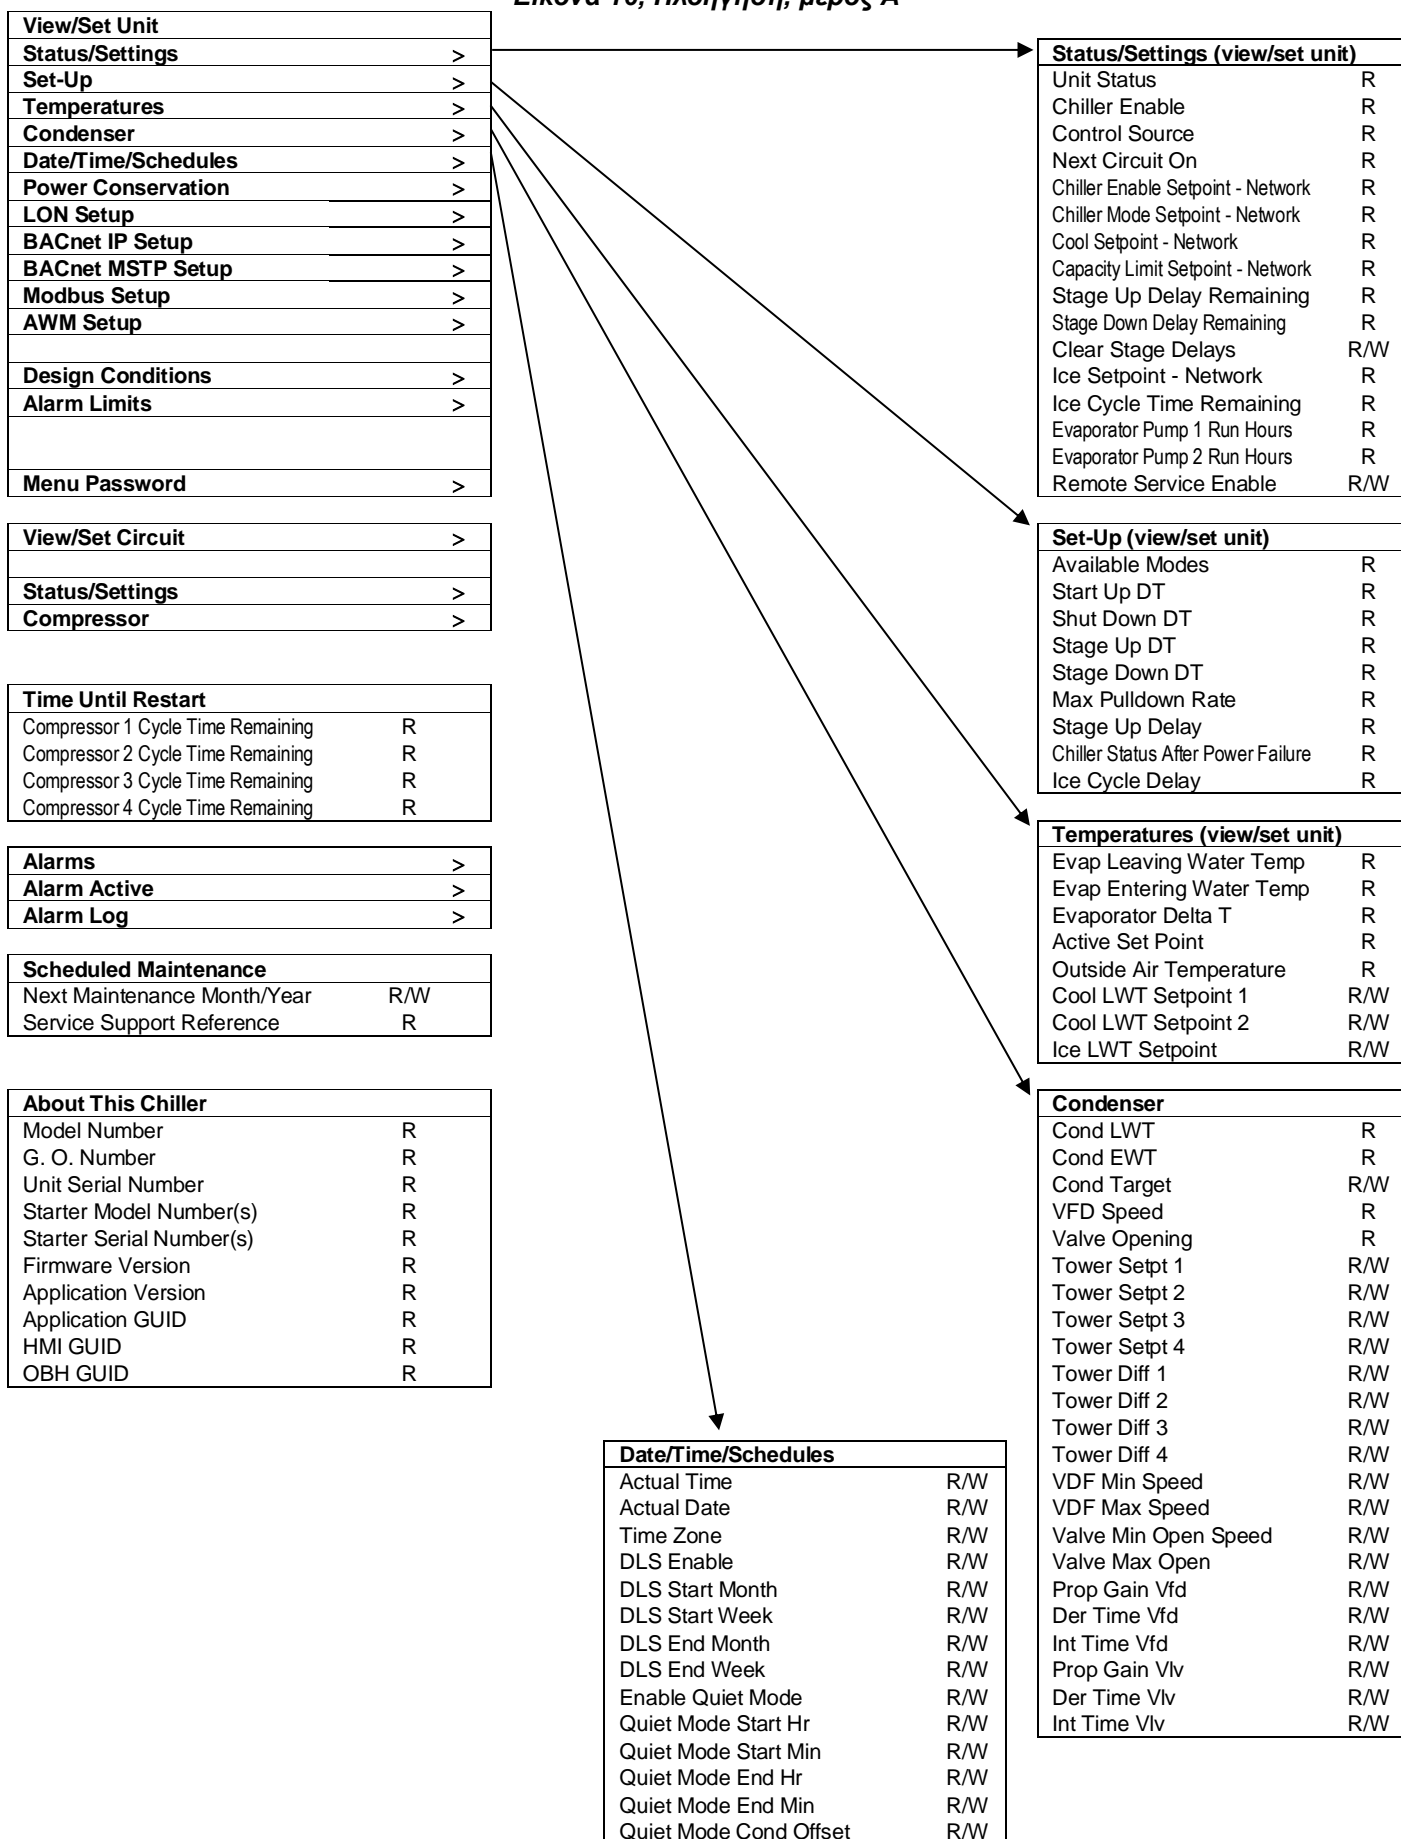 Εικόνα 10, Πλοήγηση, μέρος Α
View/Set Unit
Status/Settings >
Set-Up >
Temperatures >
Condenser >
Date/Time/Schedules >
Power Conservation >
LON Setup >
BACnet IP Setup >
BACnet MSTP Setup >
Modbus Setup >
AWM Setup >
Design Conditions >
Alarm Limits >
Menu Password >
View/Set Circuit >
Status/Settings >
Compressor >
Time Until Restart
Compressor 1 Cycle Time Remaining R
Compressor 2 Cycle Time Remaining R
Compressor 3 Cycle Time Remaining R
Compressor 4 Cycle Time Remaining R
Alarms >
Alarm Active >
Alarm Log >
Scheduled Maintenance
Next Maintenance Month/Year R/W
Service Support Reference R
About This Chiller
Model Number R
G. O. Number R
Unit Serial Number R
Starter Model Number(s) R
Starter Serial Number(s) R
Firmware Version R
Application Version R
Application GUID R
HMI GUID R
OBH GUID R
Status/Settings (view/set unit)
Unit Status R
Chiller Enable R
Control Source R
Next Circuit On R
Chiller Enable Setpoint - Network R
Chiller Mode Setpoint - Network R
Cool Setpoint - Network R
Capacity Limit Setpoint - Network R
Stage Up Delay Remaining R
Stage Down Delay Remaining R
Clear Stage Delays R/W
Ice Setpoint - Network R
Ice Cycle Time Remaining R
Evaporator Pump 1 Run Hours R
Evaporator Pump 2 Run Hours R
Remote Service Enable R/W
Set-Up (view/set unit)
Available Modes R
Start Up DT R
Shut Down DT R
Stage Up DT R
Stage Down DT R
Max Pulldown Rate R
Stage Up Delay R
Chiller Status After Power Failure R
Ice Cycle Delay R
Temperatures (view/set unit)
Evap Leaving Water Temp R
Evap Entering Water Temp R
Evaporator Delta T R
Active Set Point R
Outside Air Temperature R
Cool LWT Setpoint 1 R/W
Cool LWT Setpoint 2 R/W
Ice LWT Setpoint R/W
Condenser
Cond LWT R
Cond EWT R
Cond Target R/W
VFD Speed R
Valve Opening R
Tower Setpt 1 R/W
Tower Setpt 2 R/W
Tower Setpt 3 R/W
Tower Setpt 4 R/W
Tower Diff 1 R/W
Tower Diff 2 R/W
Tower Diff 3 R/W
Tower Diff 4 R/W
VDF Min Speed R/W
VDF Max Speed R/W
Valve Min Open Speed R/W
Valve Max Open R/W
Prop Gain Vfd R/W
Der Time Vfd R/W
Int Time Vfd R/W
Prop Gain Vlv R/W
Der Time Vlv R/W
Int Time Vlv R/W
Date/Time/Schedules
Actual Time R/W
Actual Date R/W
Time Zone R/W
DLS Enable R/W
DLS Start Month R/W
DLS Start Week R/W
DLS End Month R/W
DLS End Week R/W
Enable Quiet Mode R/W
Quiet Mode Start Hr R/W
Quiet Mode Start Min R/W
Quiet Mode End Hr R/W
Quiet Mode End Min R/W
Quiet Mode Cond Offset R/W